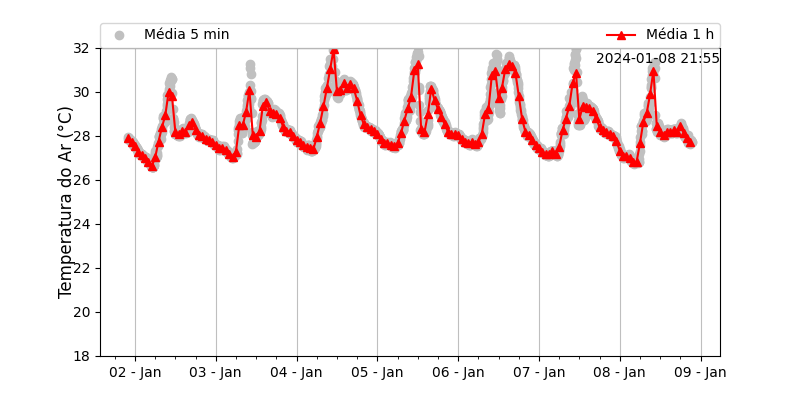 Média 5 min
Média 1 h
2024-01-08 21:55
Temperatura do Ar (°C)
32
30
28
26
24
22
20
18
02 - Jan
03 - Jan
04 - Jan
05 - Jan
06 - Jan
07 - Jan
08 - Jan
09 - Jan